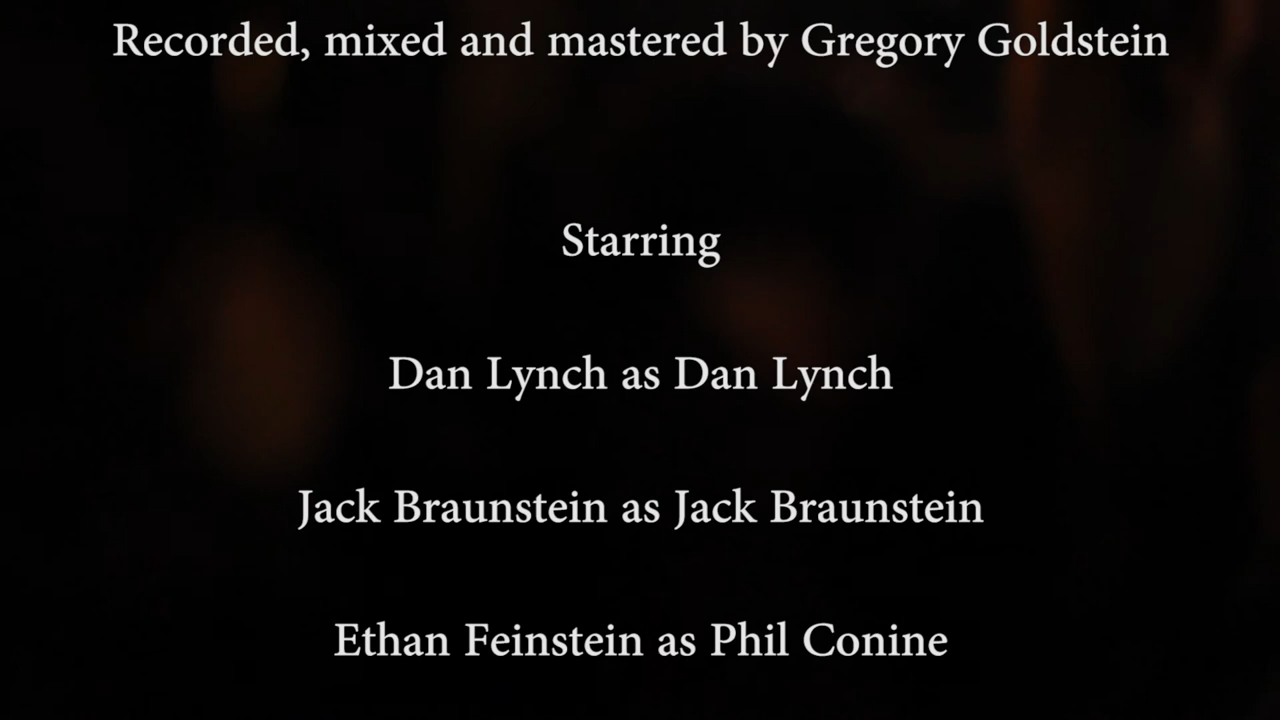 Recorded, mixed and mastered by Gregory Goldstein
Starring
Dan Lynch as Dan Lynch
Jack Braunstein as Jack Braunstein
Ethan Feinstein as Phil Conine